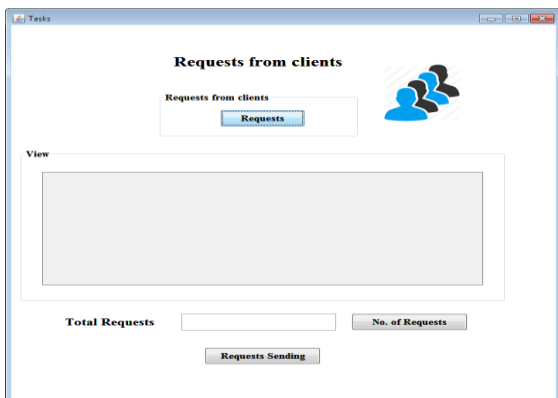 Tasks
Requests from clients
Requests from clients
Requests
View
Total Requests
No. of Requests
Requests Sending